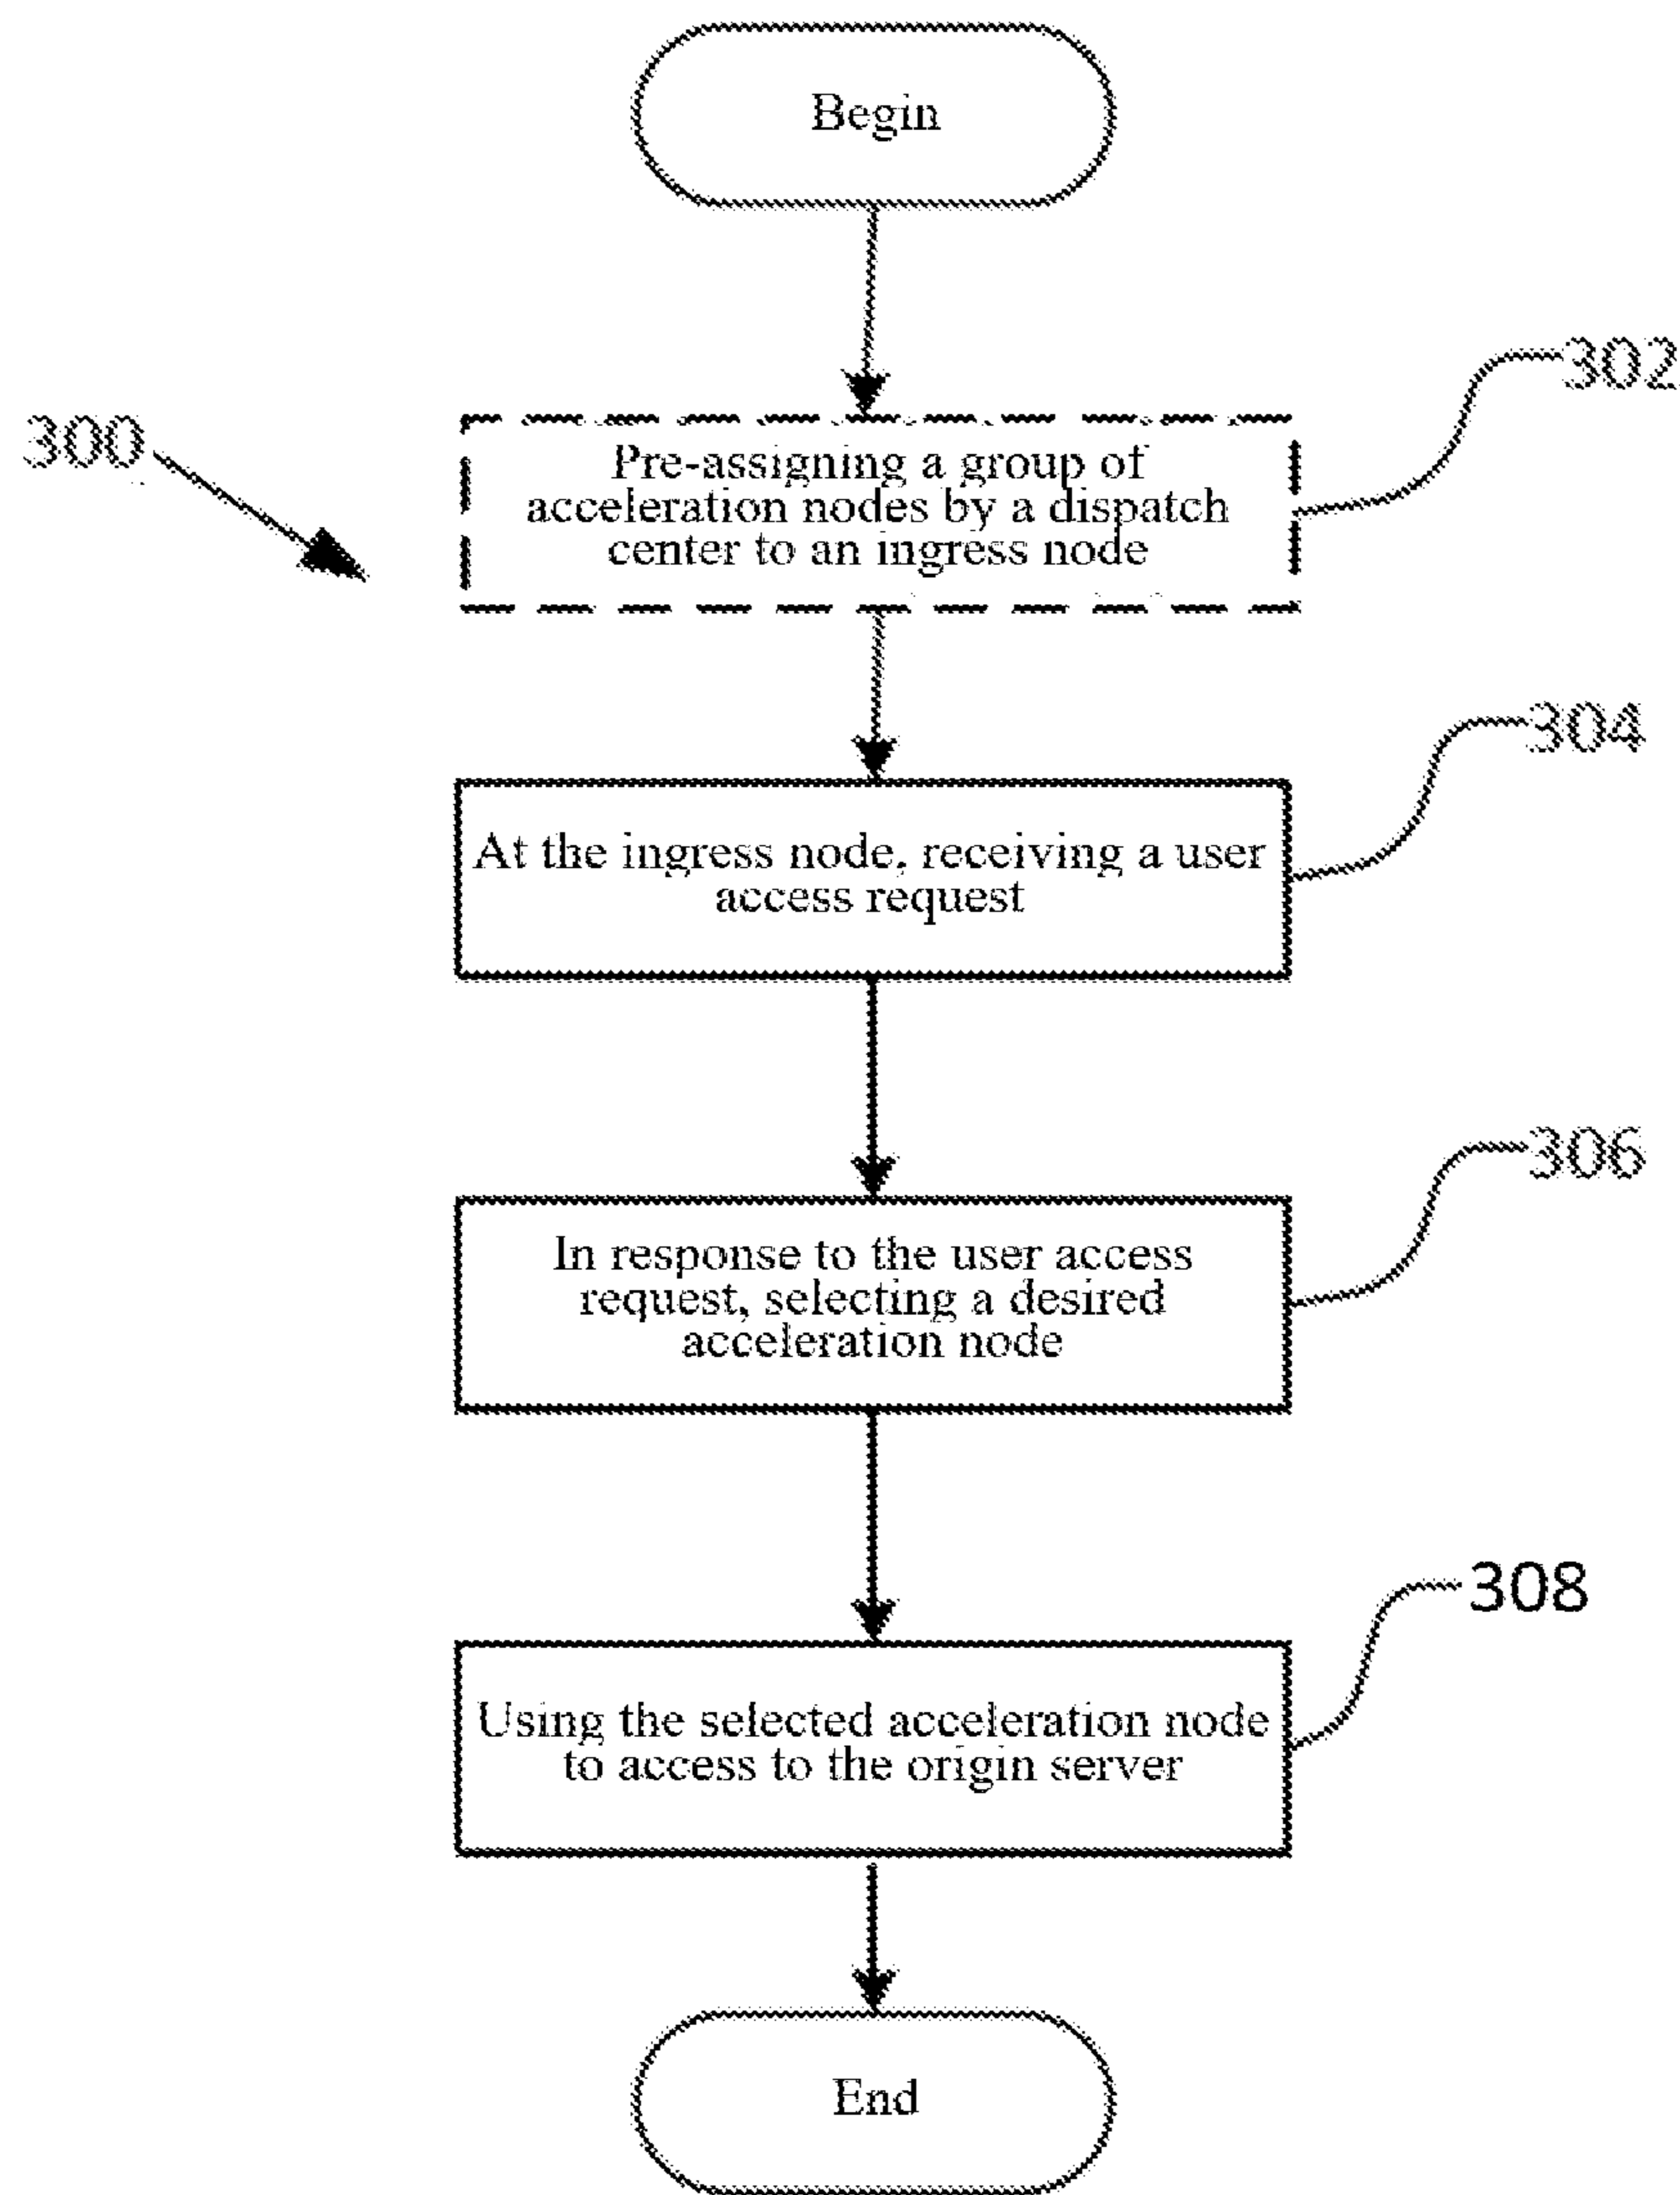 Begin
302
300
Pre-assigning a group of
acceleration nodes by a dispatch
center to an ingress node
304
At the ingress node, receiving a user
access request
306
In response to the user access
request, selecting a desired
acceleration node
308
Using the selected acceleration node
to access to the origin server
End